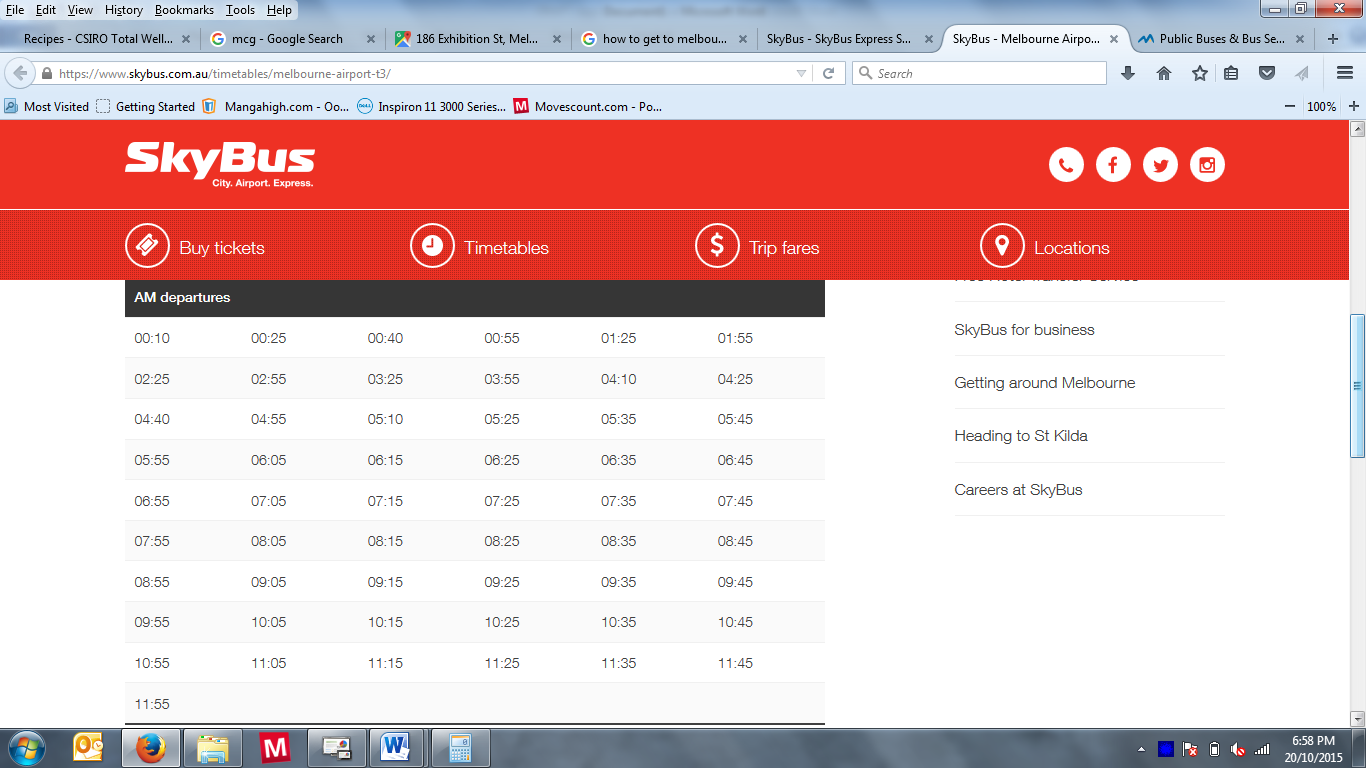 File Edit View History Bookmarks Tools Help
Recipes - CSIRO Total Well... mcg - Google Search 186 Exhibition St, Mel... how to get to melbou... SkyBus - SkyBus Express S... SkyBus - Melbourne Airpo... Public Buses & Bus Se...
https://www.skybus.com.au/timetables/melbourne-airport-t3/ Search
Most Visited Getting Started Mangahigh.com - Oo... Inspiron 11 3000 Series... Movescount.com - Po... 100%
SkyBus
City. Airport. Express.
Buy tickets Timetables Trip fares Locations
AM departures
00:10 00:25 00:40 00:55 01:25 01:55
02:25 02:55 03:25 03:55 04:10 04:25
04:40 04:55 05:10 05:25 05:35 05:45
05:55 06:05 06:15 06:25 06:35 06:45
06:55 07:05 07:15 07:25 07:35 07:45
07:55 08:05 08:15 08:25 08:35 08:45
08:55 09:05 09:15 09:25 09:35 09:45
09:55 10:05 10:15 10:25 10:35 10:45
10:55 11:05 11:15 11:25 11:35 11:45
11:55
SkyBus for business
Getting around Melbourne
Heading to St Kilda
Careers at SkyBus
6:58 PM
20/10/2015